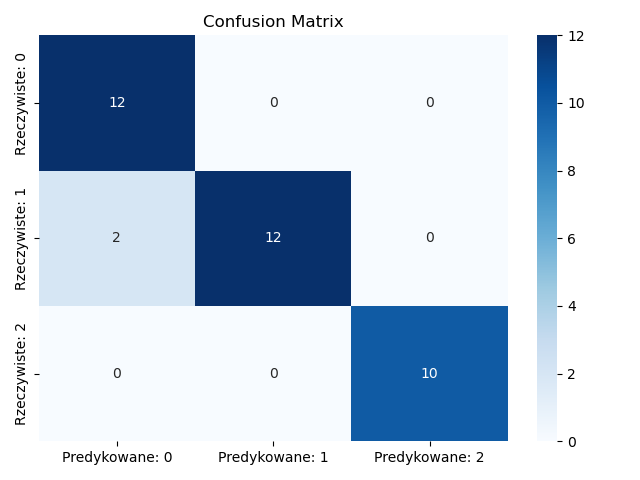 Confusion Matrix
Rzeczywiste: 0
12
0
0
Rzeczywiste: 1
2
12
0
Rzeczywiste: 2
0
0
10
Predykowane: 0
Predykowane: 1
Predykowane: 2
12
10
8
6
4
2
0